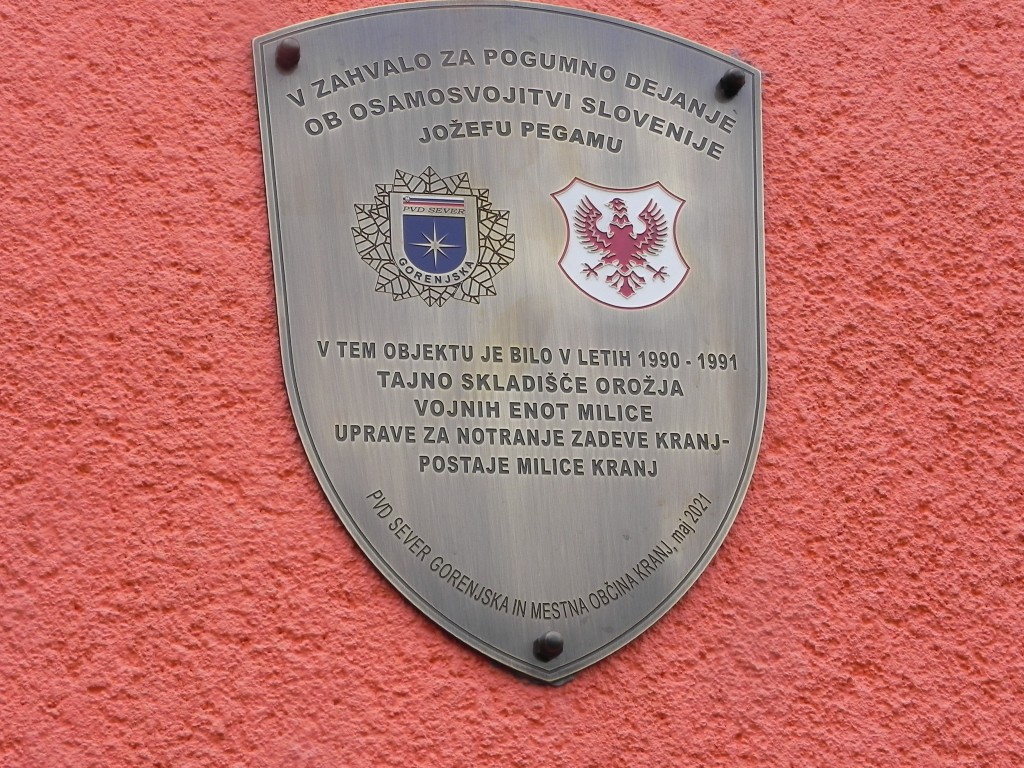 V ZAHVALO ZA POGUMNO DEJANJE
OB OSAMOSVOJITVI SLOVENIJE
JOŽEFU PEGAMU
PVD SEVER
GORENJSKA
V TEM OBJEKTU JE BILO V LETIH 1990 - 1991
TAJNO SKLADIŠČE OROŽJA
VOJNIH ENOT MILICE
UPRAVE ZA NOTRANJE ZADEVE KRANJ-
POSTAJE MILICE KRANJ
PVD SEVER GORENJSKA IN MESTNA OBČINA KRANJ, maj 2021